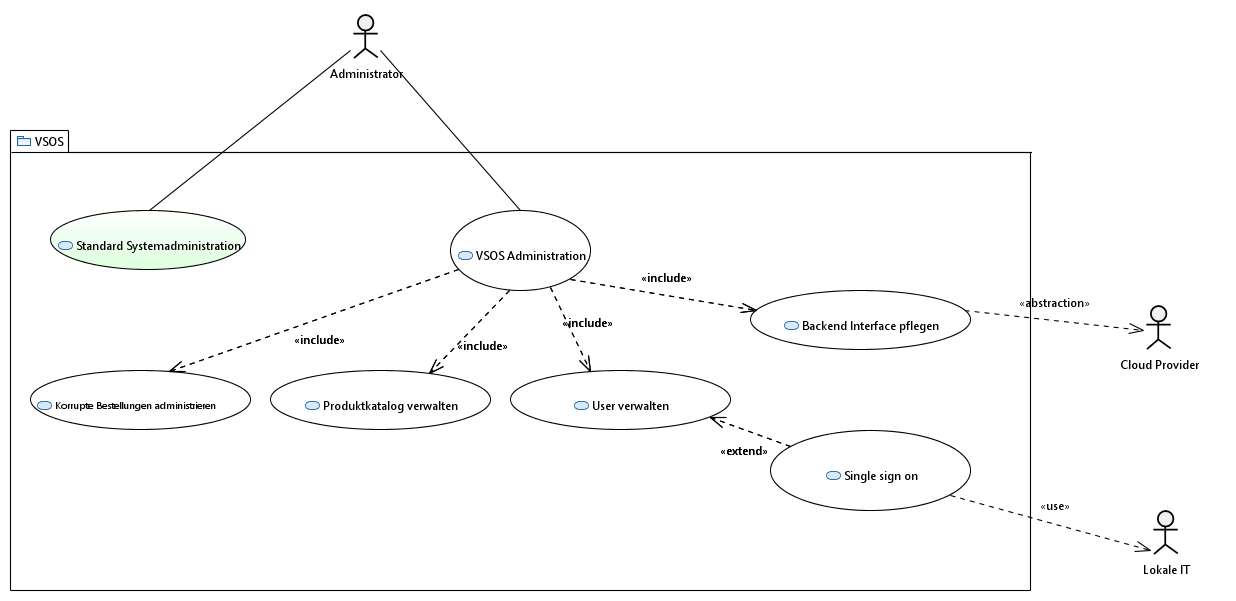 Administrator
VSOS
Standard Systemadministration
VSOS Administration
«include»
«abstraction»
Backend Interface pflegen
«include»
«include»
«include»
Cloud Provider
Korrupte Bestellungen administrieren
Produktkatalog verwalten
User verwalten
«extend»
Single sign on
«use»
Lokale IT